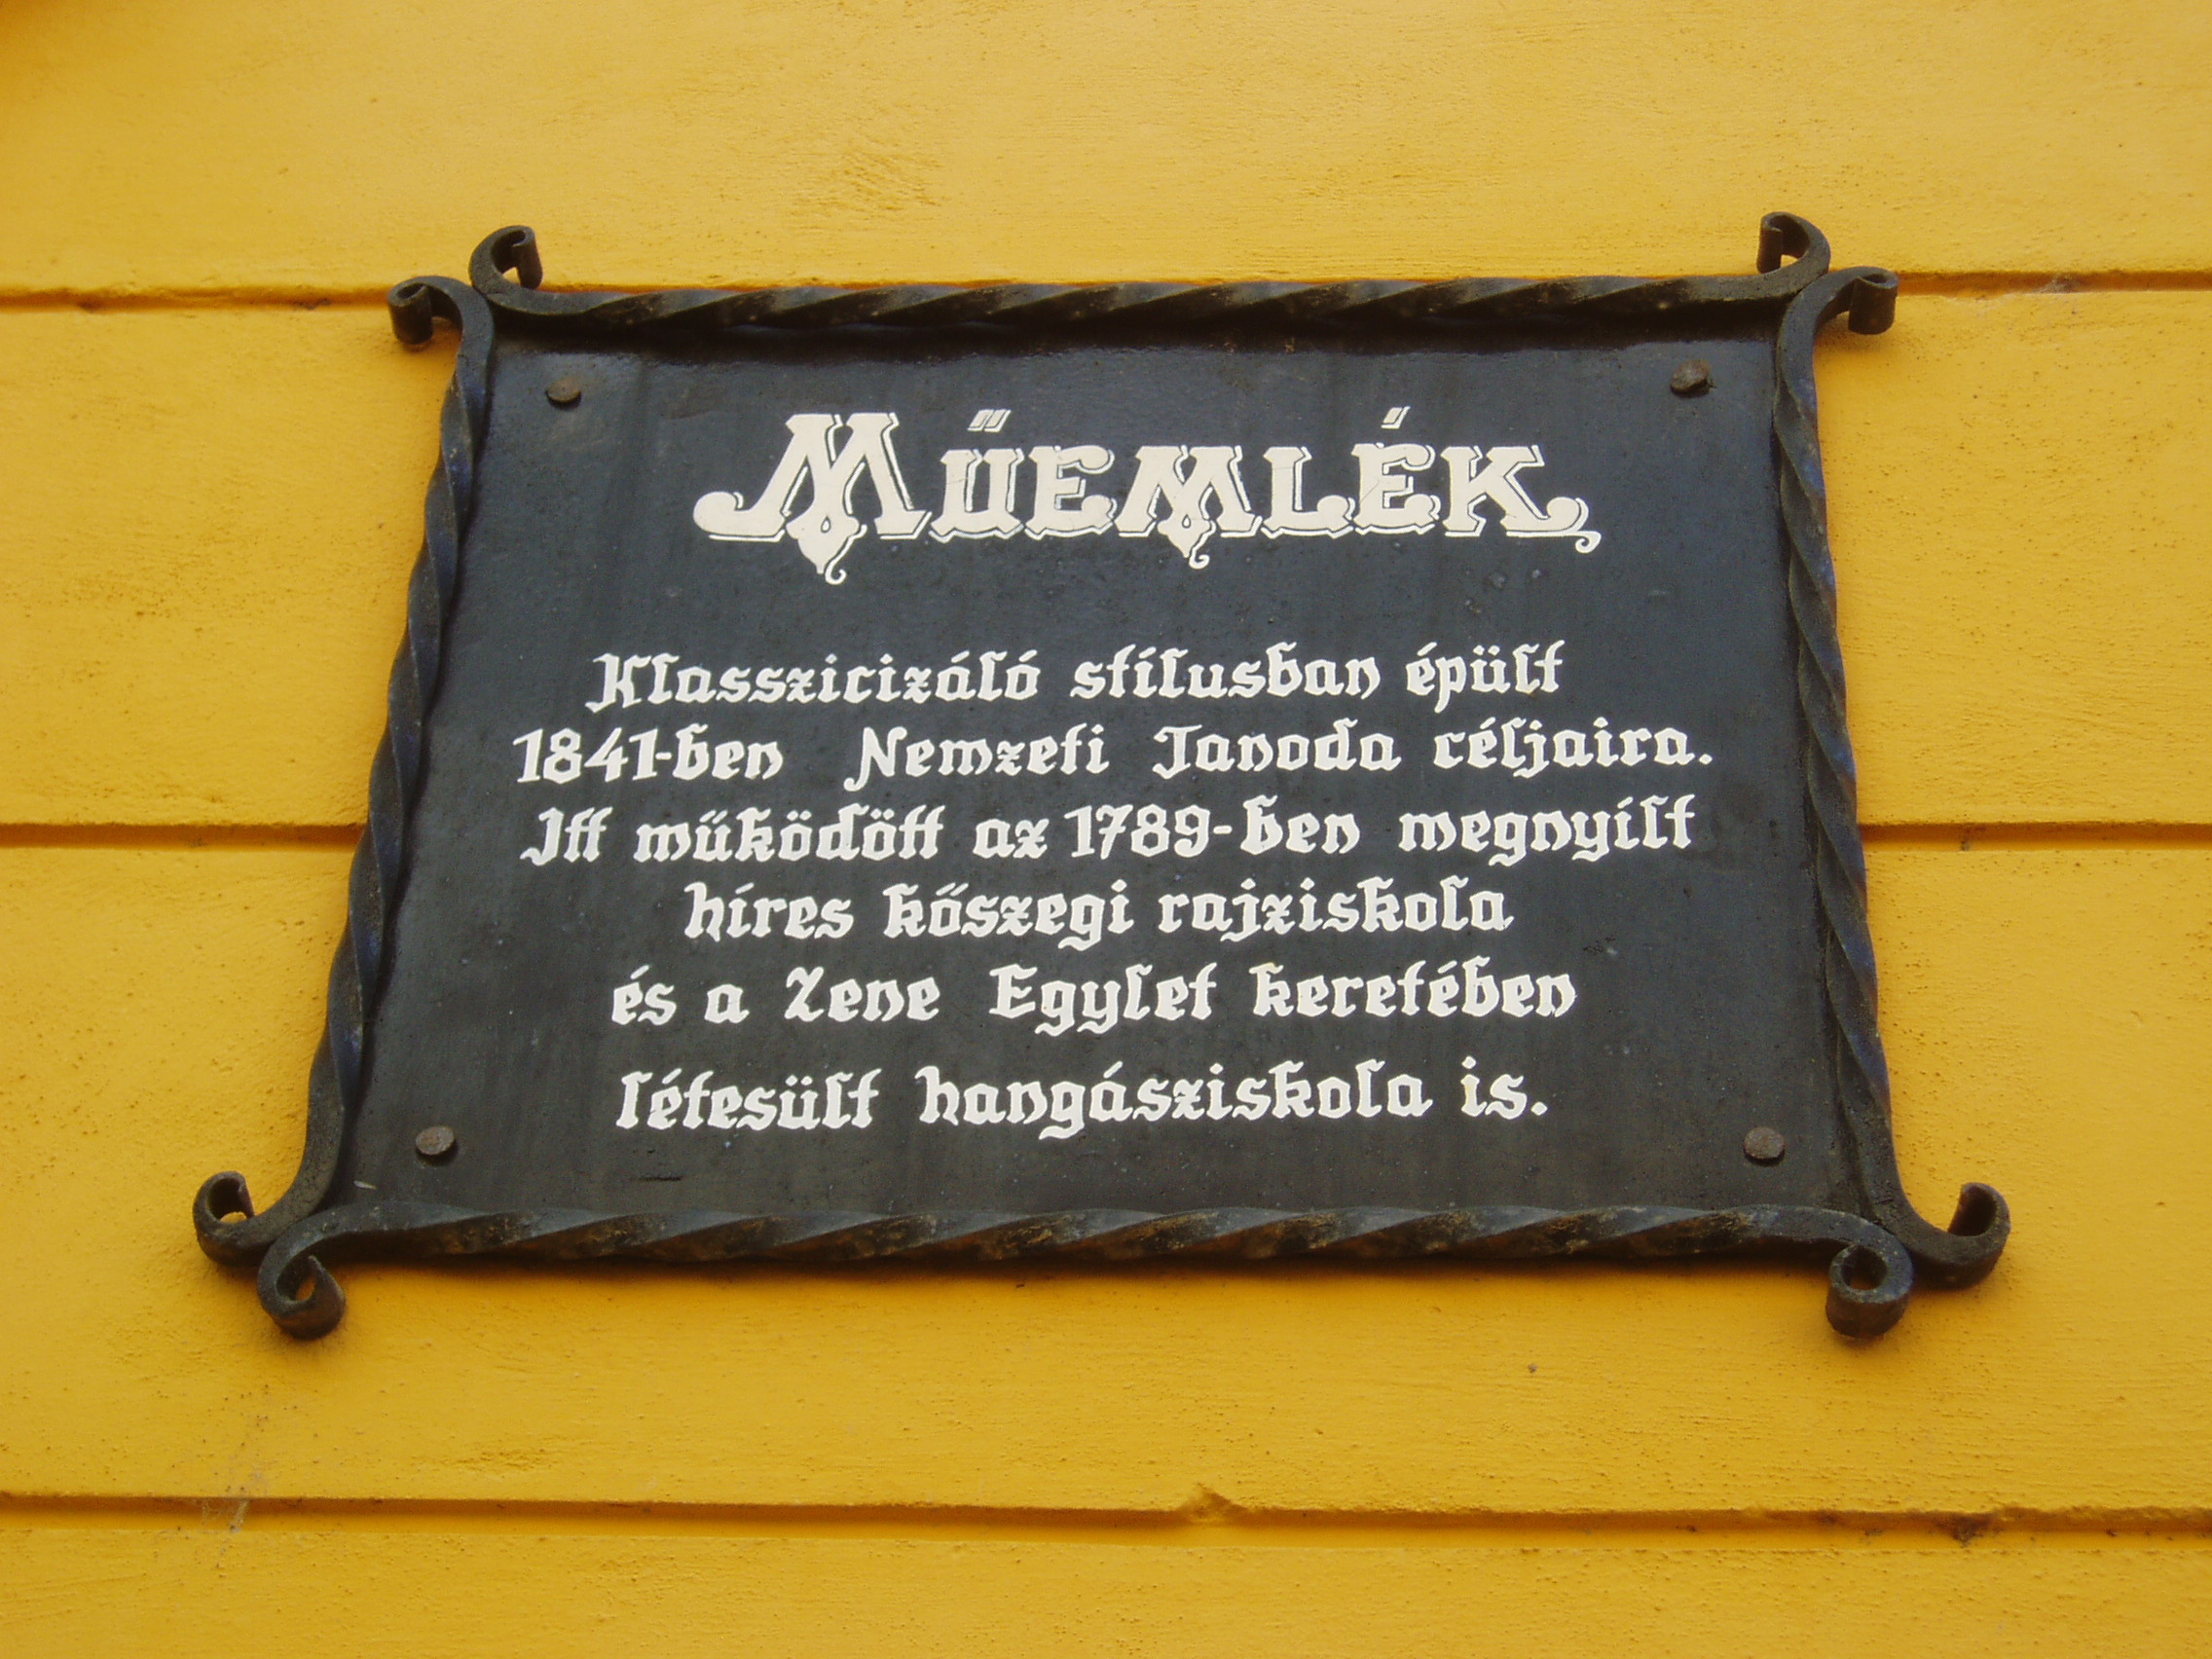 MŰEMLÉK
Klasszicizáló stílusban épült
1841-ben Nemzeti Tanoda céljaira.
Itt működött az 1789-ben megnyílt
híres kőszegi rajziskola
és a Zene Egylet keretében
létesült hangásziskola is.